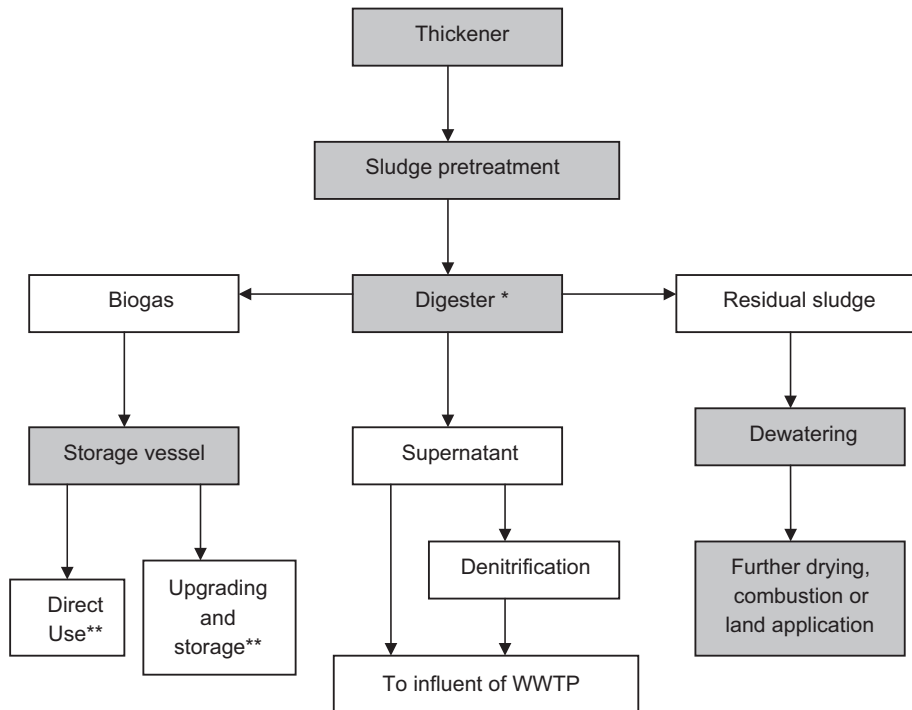 Thickener
Sludge pretreatment
Biogas
Digester *
Residual sludge
Storage vessel
Supernatant
Dewatering
Direct
Use**
Upgrading
and
storage**
Denitrification
Further drying,
combustion or
land application
To influent of WWTP